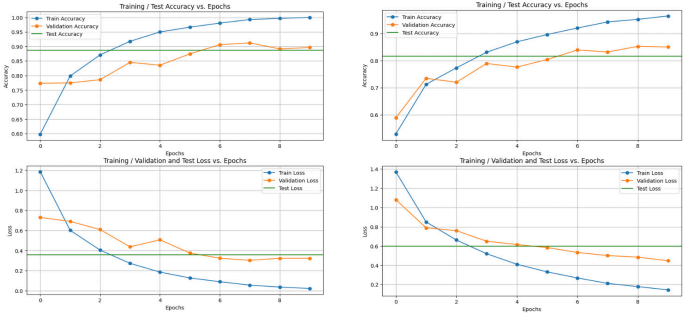 Training / Test Accuracy vs. Epochs
Train Accuracy
Validation Accuracy
Test Accuracy
1.00
0.95
0.90
0.85
0.80
0.75
0.70
0.65
0.60
Accuracy
0 2 4 6 8
Epochs
Training / Test Accuracy vs. Epochs
Train Accuracy
Validation Accuracy
Test Accuracy
0.9
0.8
0.7
0.6
Accuracy
0 2 4 6 8
Epochs
Training / Validation and Test Loss vs. Epochs
Train Loss
Validation Loss
Test Loss
1.2
1.0
0.8
0.6
0.4
0.2
0.0
Loss
0 2 4 6 8
Epochs
Training / Validation and Test Loss vs. Epochs
Train Loss
Validation Loss
Test Loss
1.4
1.2
1.0
0.8
0.6
0.4
0.2
Loss
0 2 4 6 8
Epochs